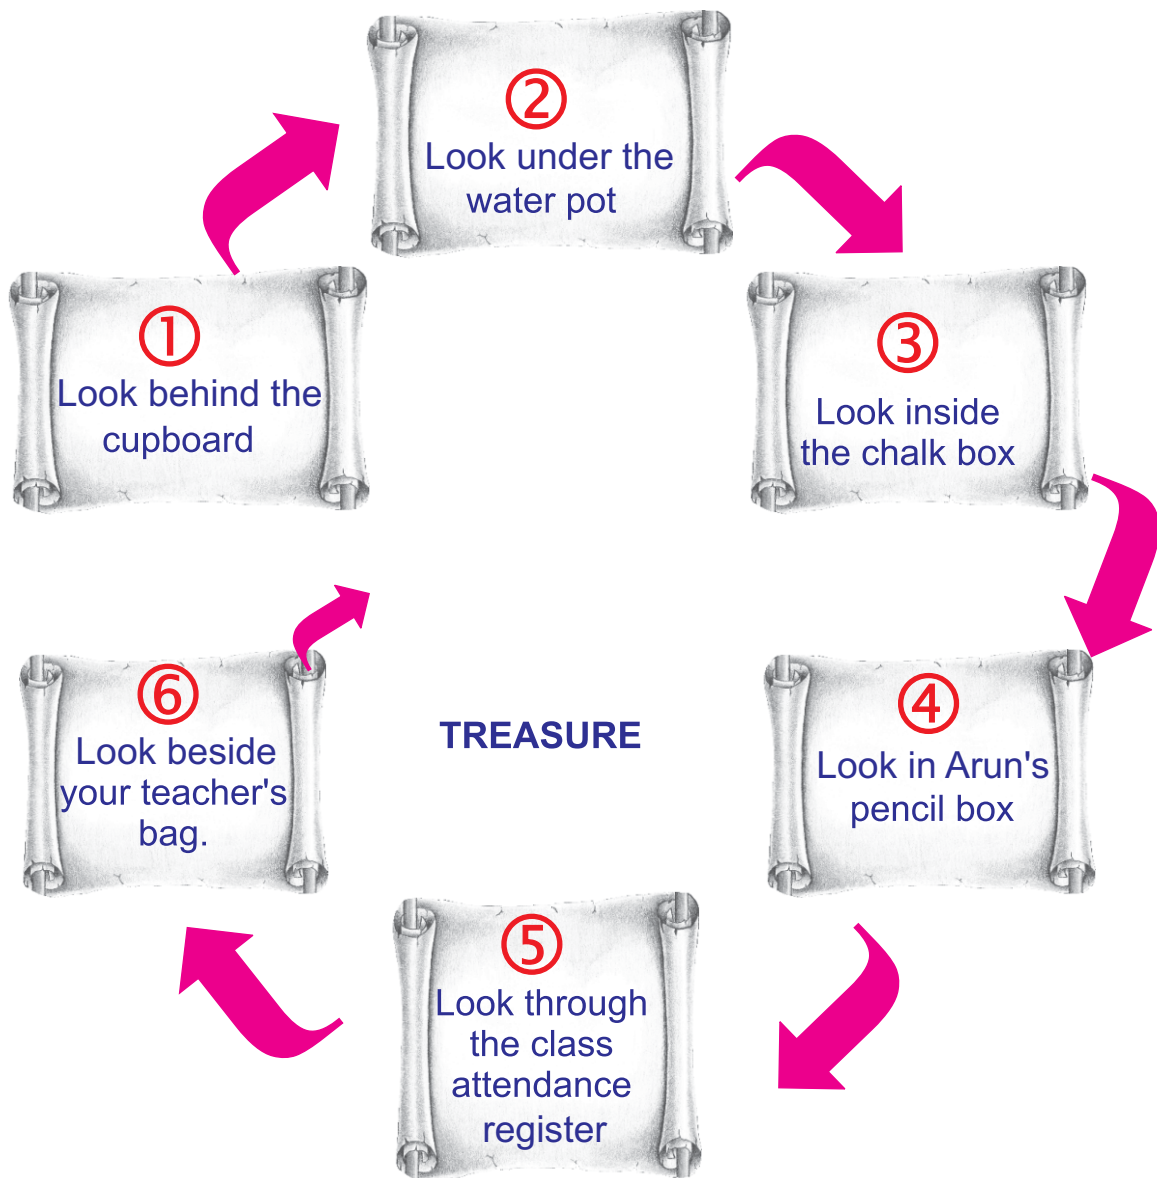 ①
Look behind the
cupboard
②
Look under the
water pot
③
Look inside
the chalk box
④
Look in Arun's
pencil box
⑤
Look through
the class
attendance
register
⑥
Look beside
your teacher's
bag.
TREASURE